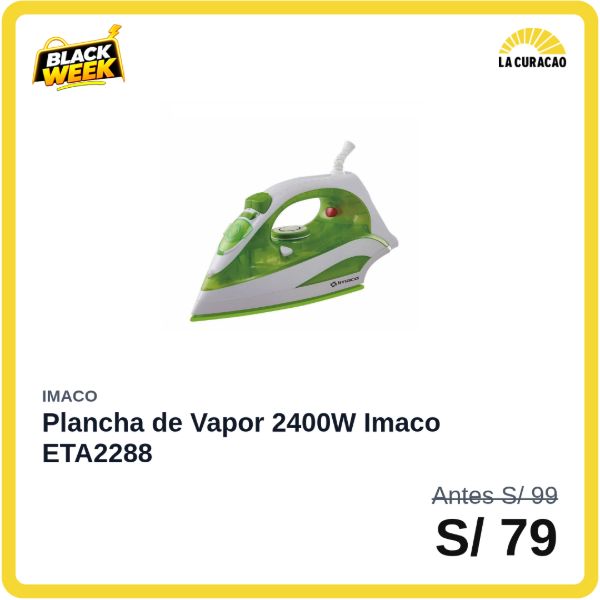 BLACK
WEEK
LA CURACAO
Imaco
IMACO
Plancha de Vapor 2400W Imaco
ETA2288
Antes S/ 99
S/ 79